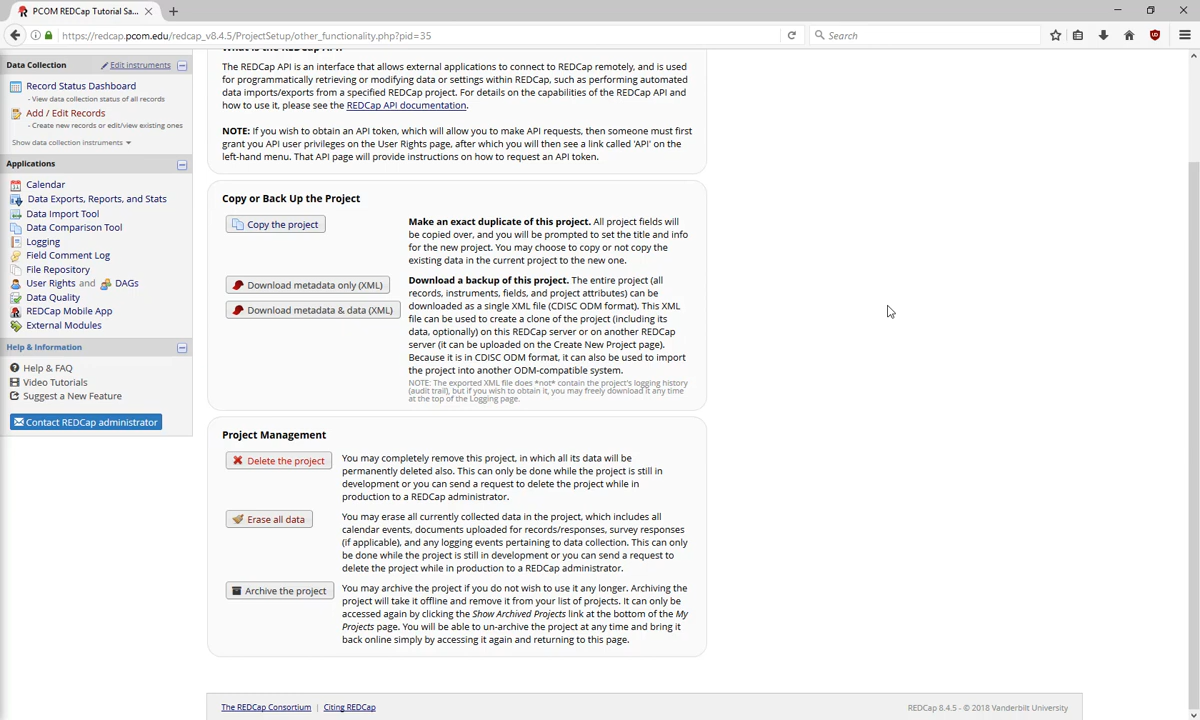 PCOM REDCap Tutorial Sa...
https://redcap.pcom.edu/redcap_v8.4.5/ProjectSetup/other_functionality.php?pid=35
Search
Data Collection
Edit instruments
Record Status Dashboard
- View data collection status of all records
Add / Edit Records
- Create new records or edit/view existing ones
Show data collection instruments
Applications
Calendar
Data Exports, Reports, and Stats
Data Import Tool
Data Comparison Tool
Logging
Field Comment Log
File Repository
User Rights and DAGs
Data Quality
REDCap Mobile App
External Modules
Help & Information
Help & FAQ
Video Tutorials
Suggest a New Feature
Contact REDCap administrator
The REDCap API is an interface that allows external applications to connect to REDCap remotely, and is used
for programmatically retrieving or modifying data or settings within REDCap, such as performing automated
data imports/exports from a specified REDCap project. For details on the capabilities of the REDCap API and
how to use it, please see the REDCap API documentation.
NOTE: If you wish to obtain an API token, which will allow you to make API requests, then someone must first
grant you API user privileges on the User Rights page, after which you will then see a link called 'API' on the
left-hand menu. That API page will provide instructions on how to request an API token.
Copy or Back Up the Project
Copy the project
Make an exact duplicate of this project. All project fields will
be copied over, and you will be prompted to set the title and info
for the new project. You may choose to copy or not copy the
existing data in the current project to the new one.
Download metadata only (XML)
Download metadata & data (XML)
Download a backup of this project. The entire project (all
records, instruments, fields, and project attributes) can be
downloaded as a single XML file (CDISC ODM format). This XML
file can be used to create a clone of the project (including its
data, optionally) on this REDCap server or on another REDCap
server (it can be uploaded on the Create New Project page).
Because it is in CDISC ODM format, it can also be used to import
the project into another ODM-compatible system.
NOTE: The exported XML file does *not* contain the project's logging history
(audit trail), but if you wish to obtain it, you may freely download it any time
at the top of the Logging page.
Project Management
Delete the project
You may completely remove this project, in which all its data will be
permanently deleted also. This can only be done while the project is still in
development or you can send a request to delete the project while in
production to a REDCap administrator.
Erase all data
You may erase all currently collected data in the project, which includes all
calendar events, documents uploaded for records/responses, survey responses
(if applicable), and any logging events pertaining to data collection. This can only
be done while the project is still in development or you can send a request to
delete the project while in production to a REDCap administrator.
Archive the project
You may archive the project if you do not wish to use it any longer. Archiving the
project will take it offline and remove it from your list of projects. It can only be
accessed again by clicking the Show Archived Projects link at the bottom of the My
Projects page. You will be able to un-archive the project at any time and bring it
back online simply by accessing it again and returning to this page.
The REDCap Consortium | Citing REDCap
REDCap 8.4.5 - © 2018 Vanderbilt University